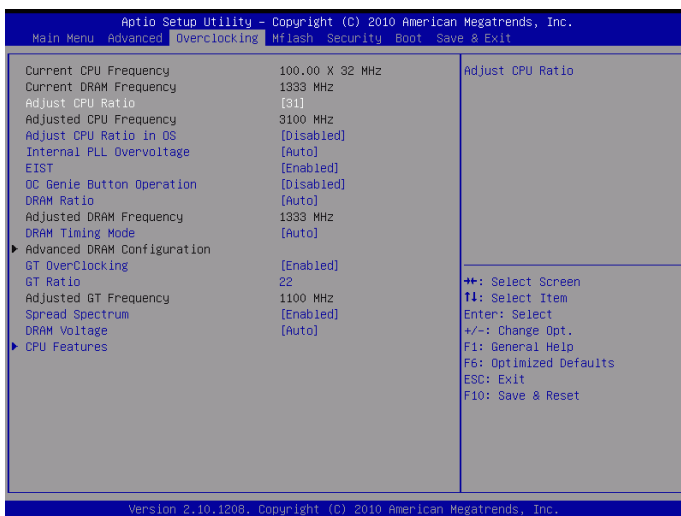 Aptio Setup Utility – Copyright (C) 2010 American Megatrends, Inc.
Main Menu Advanced Overclocking Mflash Security Boot Save & Exit
Current CPU Frequency 100.00 X 32 MHz
Current DRAM Frequency 1333 MHz
Adjust CPU Ratio [31]
Adjusted CPU Frequency 3100 MHz
Adjust CPU Ratio in OS [Disabled]
Internal PLL Overvoltage [Auto]
EIST [Enabled]
OC Genie Button Operation [Disabled]
DRAM Ratio [Auto]
Adjusted DRAM Frequency 1333 MHz
DRAM Timing Mode [Auto]
Advanced DRAM Configuration
GT OverClocking [Enabled]
GT Ratio 22
Adjusted GT Frequency 1100 MHz
Spread Spectrum [Enabled]
DRAM Voltage [Auto]
CPU Features
Adjust CPU Ratio
→←: Select Screen
↑↓: Select Item
Enter: Select
+/-: Change Opt.
F1: General Help
F6: Optimized Defaults
ESC: Exit
F10: Save & Reset
Version 2.10.1208. Copyright (C) 2010 American Megatrends, Inc.